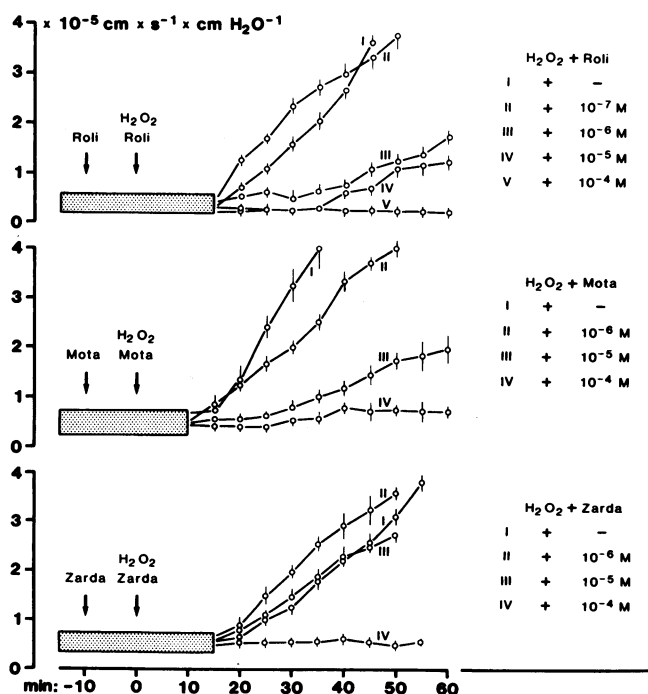 4 × 10⁻⁵ cm × s⁻¹ × cm H₂O⁻¹
3
2
1
0
Roli
H₂O₂
Roli
I
II
III
IV
V
H₂O₂ + Roli
I + –
II + 10⁻⁷ M
III + 10⁻⁶ M
IV + 10⁻⁵ M
V + 10⁻⁴ M
4
3
2
1
0
Mota
H₂O₂
Mota
I
II
III
IV
H₂O₂ + Mota
I + –
II + 10⁻⁶ M
III + 10⁻⁵ M
IV + 10⁻⁴ M
4
3
2
1
0
Zarda
H₂O₂
Zarda
II
I
III
IV
H₂O₂ + Zarda
I + –
II + 10⁻⁶ M
III + 10⁻⁵ M
IV + 10⁻⁴ M
min: -10 0 10 20 30 40 50 60